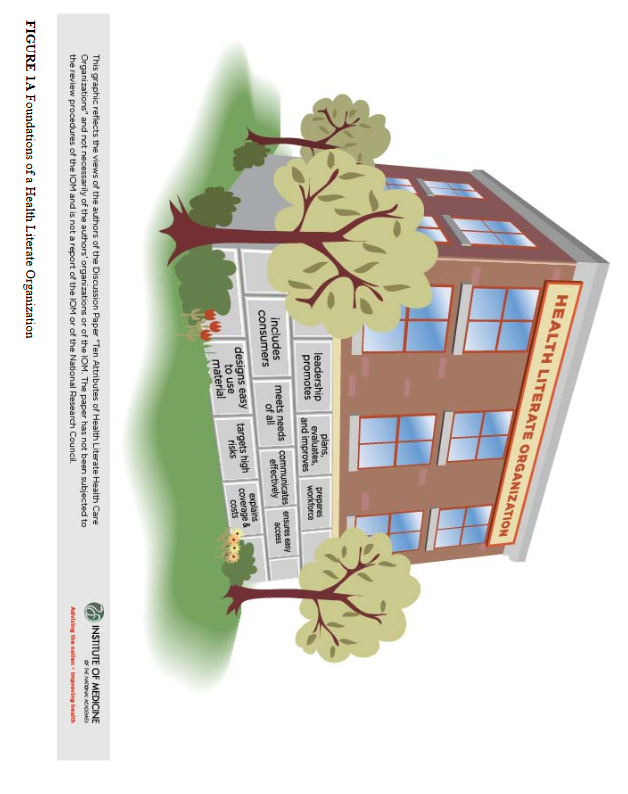 HEALTH LITERATE ORGANIZATION
leadership
promotes
plans,
evaluates,
and improves
prepares
workforce
includes
consumers
meets needs
of all
communicates
effectively
ensures easy
access
designs easy
to use
material
targets high
risks
explains
coverage &
costs
This graphic reflects the views of the authors of the Discussion Paper "Ten Attributes of Health Literate Health Care
Organizations" and not necessarily of the authors' organizations or of the IOM. The paper has not been subjected to
the review procedures of the IOM and is not a report of the IOM or of the National Research Council.
INSTITUTE OF MEDICINE
OF THE NATIONAL ACADEMIES
Advising the nation • Improving health
FIGURE 1A Foundations of a Health Literate Organization